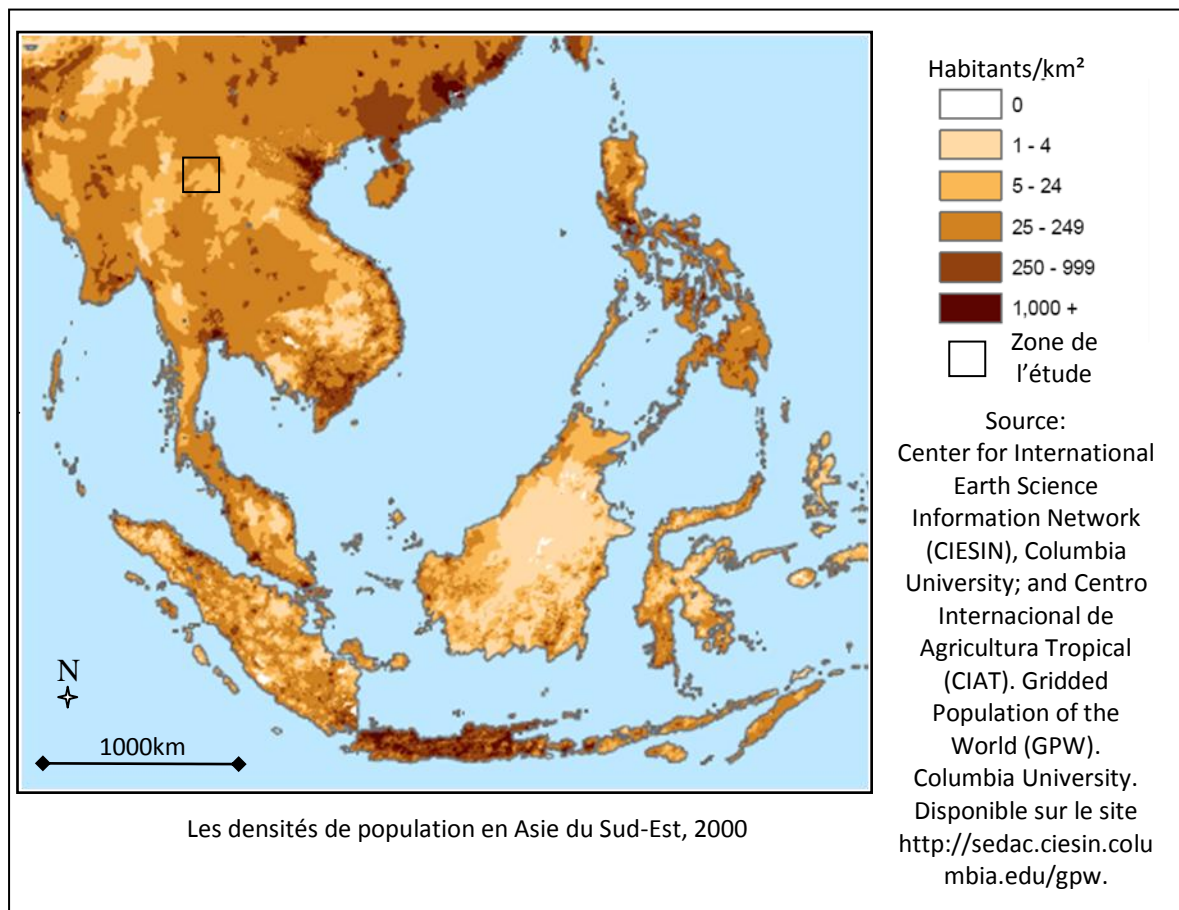 Habitants/km²
0
1 - 4
5 - 24
25 - 249
250 - 999
1,000 +
Zone de
l’étude
Source:
Center for International
Earth Science
Information Network
(CIESIN), Columbia
University; and Centro
Internacional de
Agricultura Tropical
(CIAT). Gridded
Population of the
World (GPW).
Columbia University.
Disponible sur le site
http://sedac.ciesin.colu
mbia.edu/gpw.
N
1000km
Les densités de population en Asie du Sud-Est, 2000